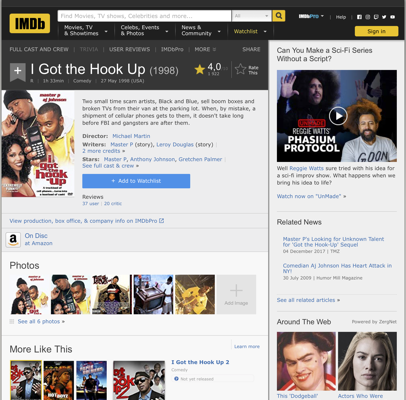 IMDb
Find Movies, TV shows, Celebrities and more...
All
IMDbPro
Help
Movies, TV
& Showtimes
Celebs, Events
& Photos
News &
Community
Watchlist
Sign in
FULL CAST AND CREW
TRIVIA
USER REVIEWS
IMDbPro
MORE
SHARE
I Got the Hook Up (1998)
4,0
Rate
This
R
1h 33min
Comedy
27 May 1998 (USA)
Two small time scam artists, Black and Blue, sell boom boxes and
broken TVs from their van at the parking lot. When, by mistake, a
shipment of cellular phones gets to them, it doesn't take long
before FBI and gangsters are after them.
Director: Michael Martin
Writers: Master P (story), Leroy Douglas (story)
2 more credits »
Stars: Master P, Anthony Johnson, Gretchen Palmer
See full cast & crew »
+ Add to Watchlist
Reviews
37 user | 20 critic
View production, box office, & company info on IMDbPro
On Disc
at Amazon
Photos
Add Image
See all 6 photos »
More Like This
Learn more
I Got the Hook Up 2
Comedy
Not yet released
Can You Make a Sci-Fi Series
Without a Script?
REGGIE WATTS'
PHASIUM
PROTOCOL
Well Reggie Watts sure tried with his idea for
a sci-fi improv show. What happens when we
bring his idea to life?
Watch now on "UnMade" »
Related News
Master P's Looking for Unknown Talent
for 'Got the Hook-Up' Sequel
04 December 2017 | TMZ
Comedian AJ Johnson Has Heart Attack in
NY!
30 July 2009 | Humor Mill Magazine
See all related articles »
Around The Web
Powered by ZergNet
This 'Dodgeball'
Actors Who Were